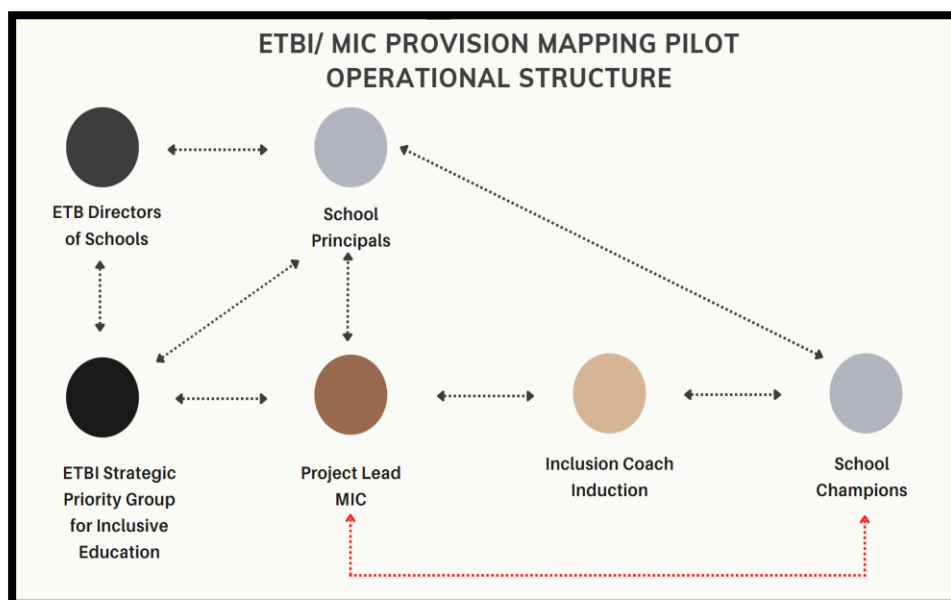 ETBI/ MIC PROVISION MAPPING PILOT
OPERATIONAL STRUCTURE
ETB Directors
of Schools
School
Principals
ETBI Strategic
Priority Group
for Inclusive
Education
Project Lead
MIC
Inclusion Coach
Induction
School
Champions